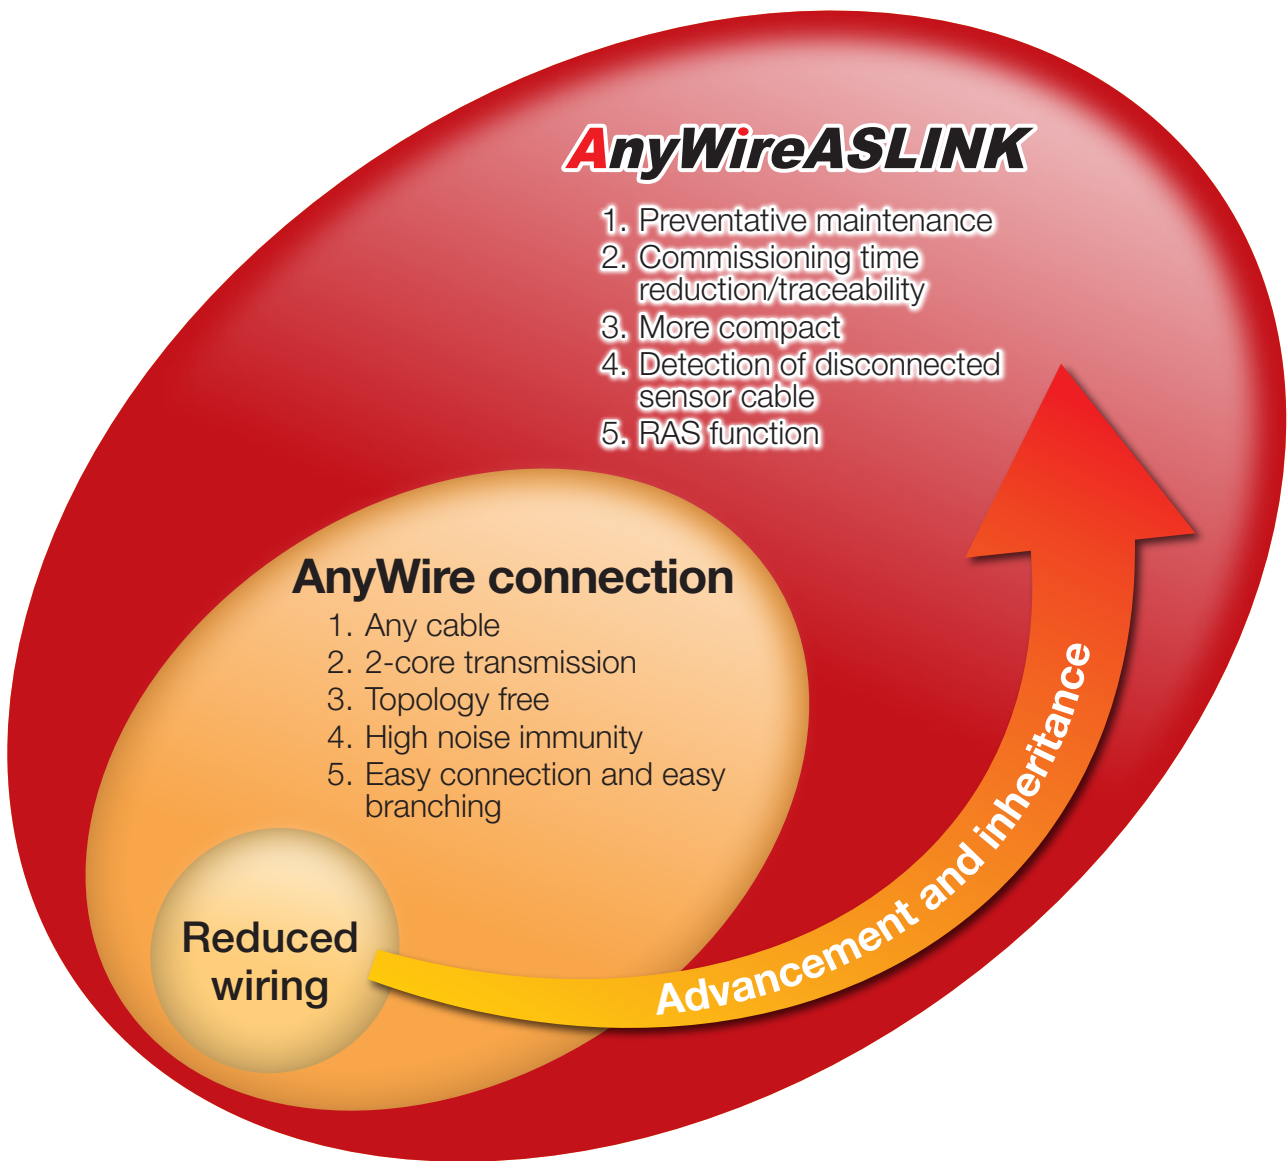 AnyWireASLINK
1. Preventative maintenance
2. Commissioning time
reduction/traceability
3. More compact
4. Detection of disconnected
sensor cable
5. RAS function
AnyWire connection
1. Any cable
2. 2-core transmission
3. Topology free
4. High noise immunity
5. Easy connection and easy
branching
Reduced
wiring
Advancement and inheritance